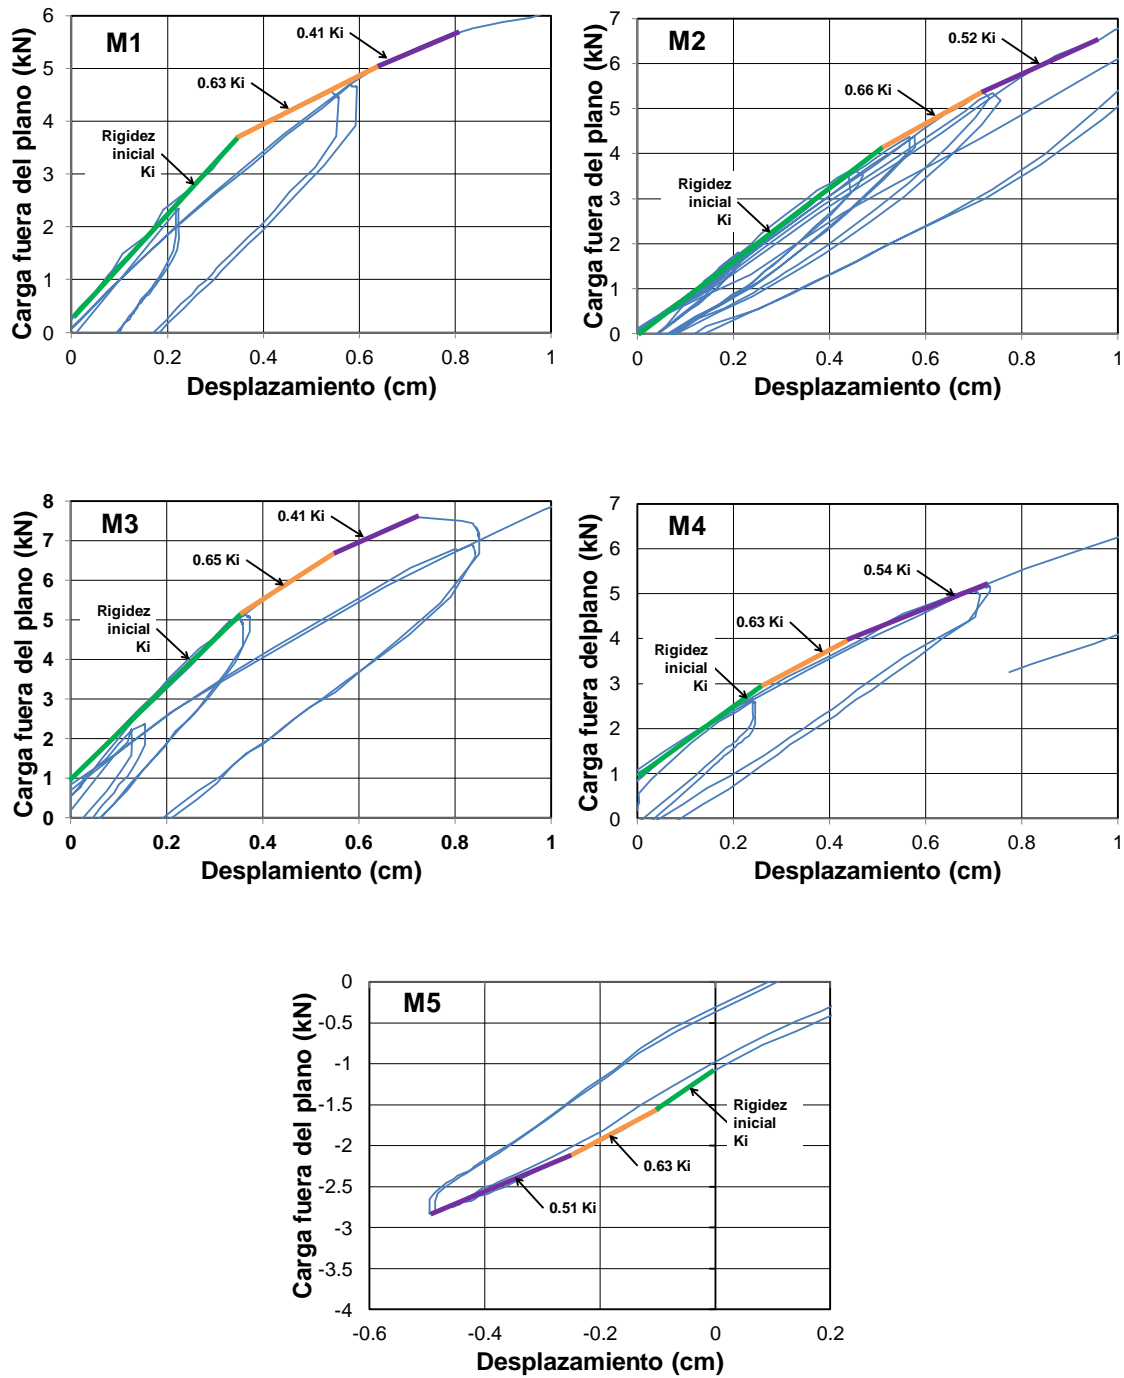 M1
Carga fuera del plano (kN)
6
5
4
3
2
1
0
0.41 Ki
0.63 Ki
Rigidez
inicial
Ki
0
0.2
0.4
0.6
0.8
1
Desplazamiento (cm)
M2
Carga fuera del plano (kN)
7
6
5
4
3
2
1
0
0.52 Ki
0.66 Ki
Rigidez
inicial
Ki
0
0.2
0.4
0.6
0.8
1
Desplazamiento (cm)
M3
Carga fuera del plano (kN)
8
7
6
5
4
3
2
1
0
0.41 Ki
0.65 Ki
Rigidez
inicial
Ki
0
0.2
0.4
0.6
0.8
1
Desplamiento (cm)
M4
Carga fuera delplano (kN)
7
6
5
4
3
2
1
0
0.54 Ki
0.63 Ki
Rigidez
inicial
Ki
0
0.2
0.4
0.6
0.8
1
Desplazamiento (cm)
M5
Carga fuera del plano (kN)
0
-0.5
-1
-1.5
-2
-2.5
-3
-3.5
-4
Rigidez
inicial
Ki
0.63 Ki
0.51 Ki
-0.6
-0.4
-0.2
0
0.2
Desplazamiento (cm)